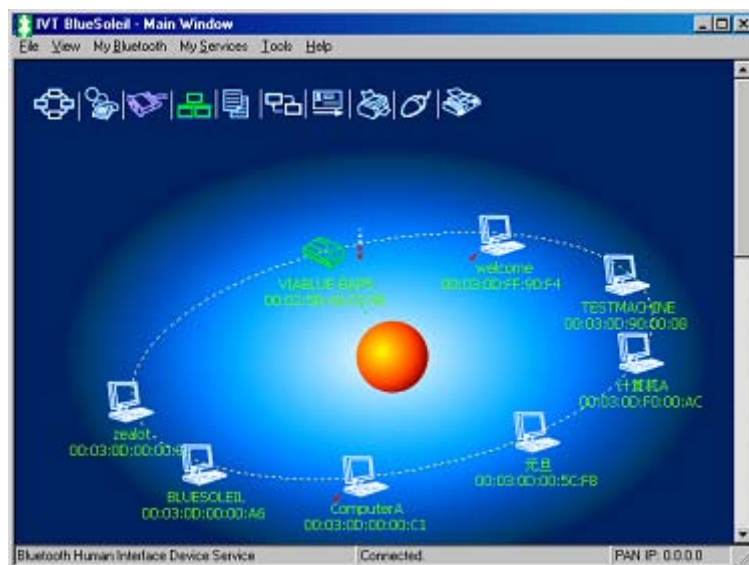 IVT BlueSoleil - Main Window
File View My Bluetooth My Services Tools Help
welcome
00:03:0D:FF:90:F4
VIABLUE
TESTMACHINE
00:03:0D:90:00:08
计算机A
00:03:0D:F0:00:AC
zealot
元旦
00:03:0D:00:5C:FB
BLUESOLEIL
00:03:0D:00:00:A6
ComputerA
00:03:0D:0D:00:C1
Bluetooth Human Interface Device Service Connected. PAN IP: 0.0.0.0